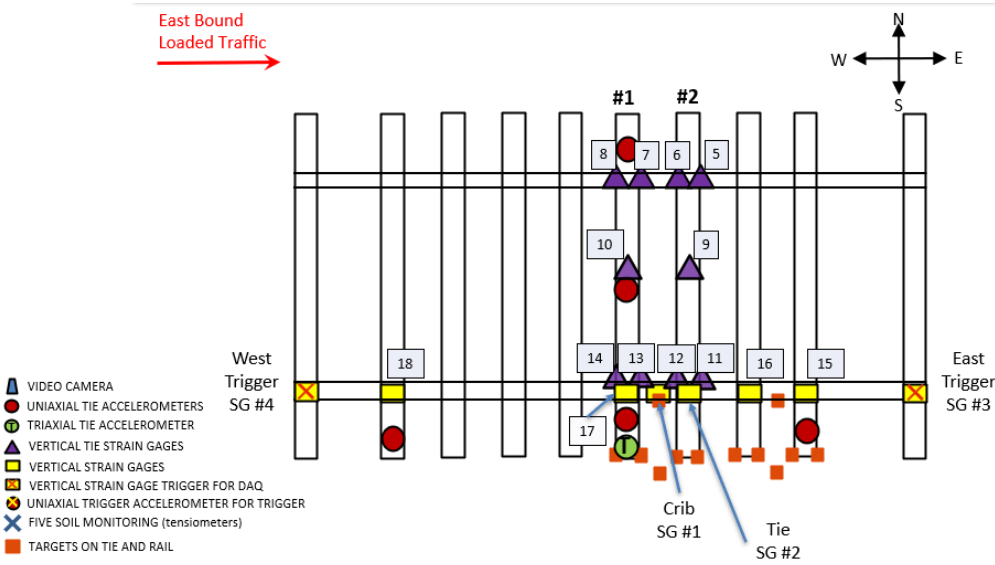 East Bound
Loaded Traffic
N
W E
S
#1 #2
8 7 6 5
10 9
14 13 12 11
18 16 15
West
Trigger
SG #4
East
Trigger
SG #3
17
T
Crib
SG #1
Tie
SG #2
VIDEO CAMERA
UNIAXIAL TIE ACCELEROMETERS
T TRIAXIAL TIE ACCELEROMETER
VERTICAL TIE STRAIN GAGES
VERTICAL STRAIN GAGES
VERTICAL STRAIN GAGE TRIGGER FOR DAQ
UNIAXIAL TRIGGER ACCELEROMETER FOR TRIGGER
FIVE SOIL MONITORING (tensiometers)
TARGETS ON TIE AND RAIL